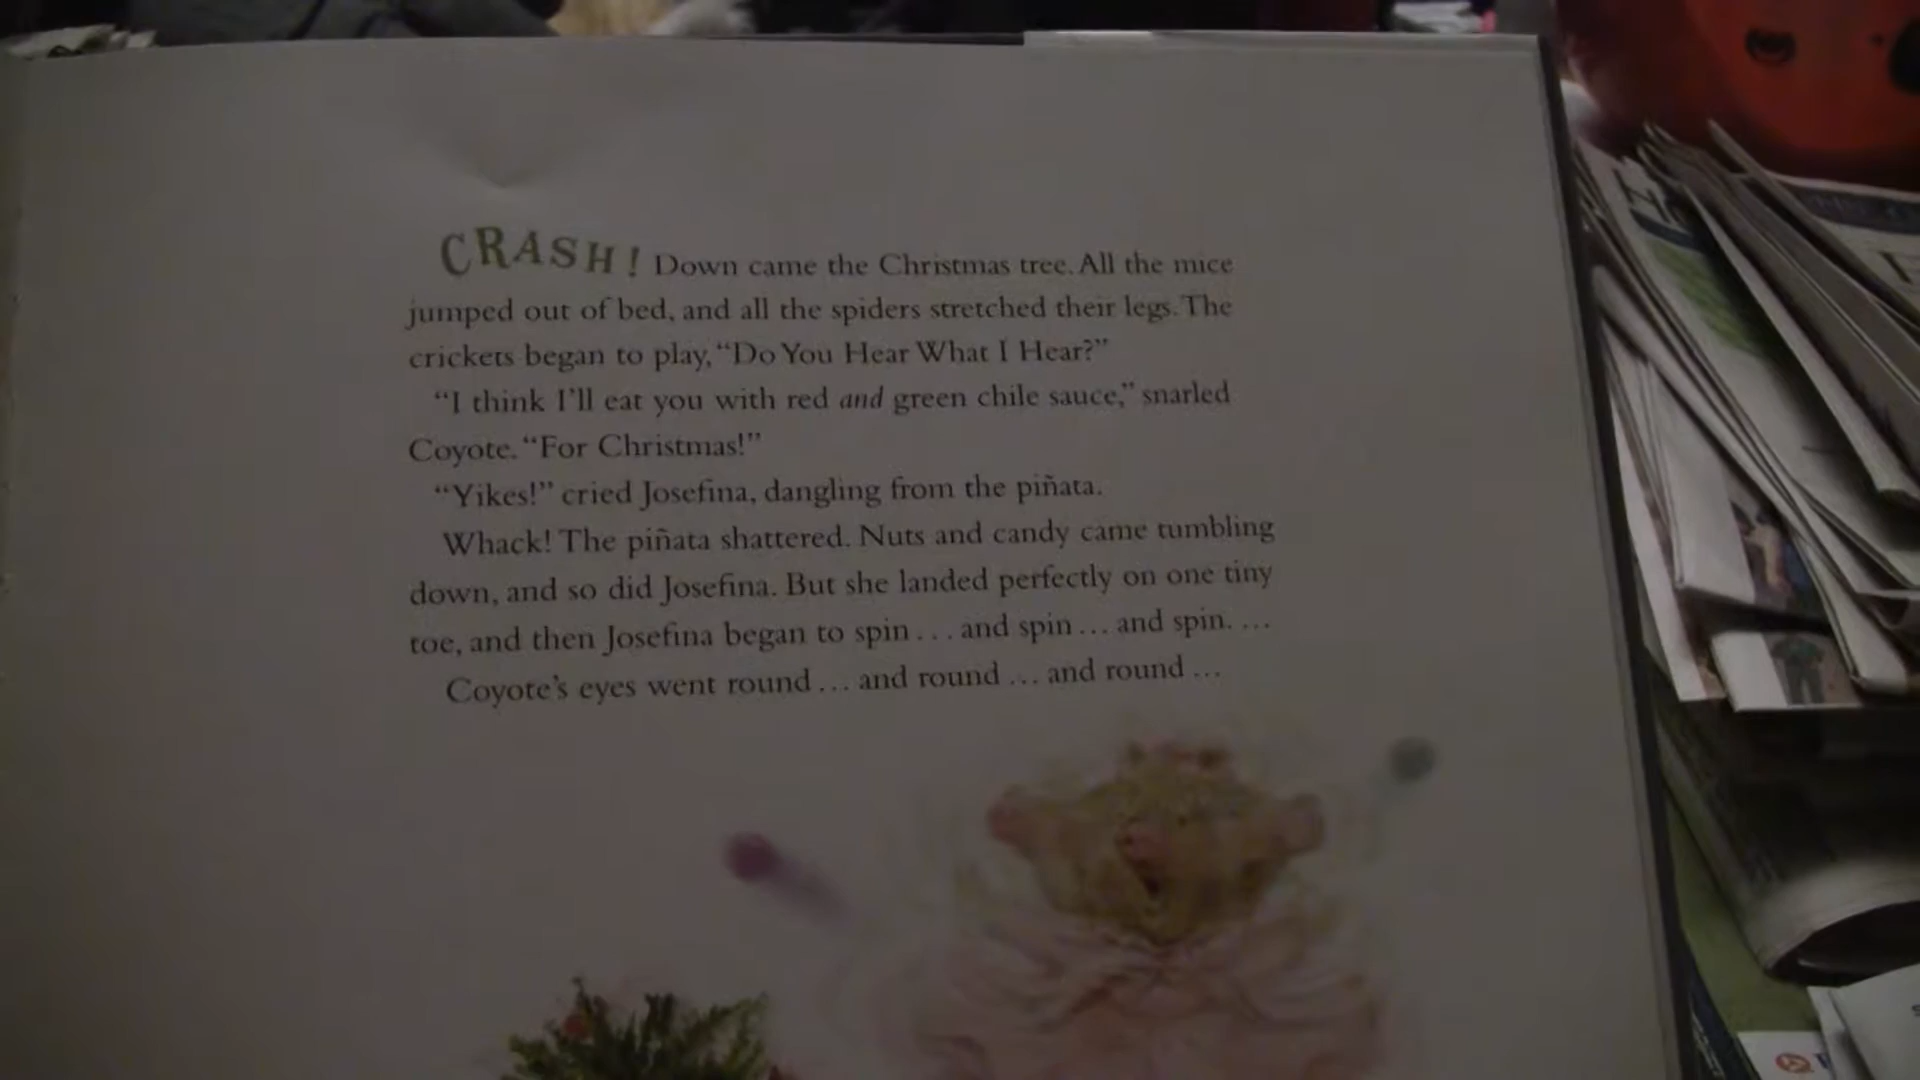 CRASH! Down came the Christmas tree. All the mice
jumped out of bed, and all the spiders stretched their legs. The
crickets began to play, “Do You Hear What I Hear?”
“I think I’ll eat you with red and green chile sauce,” snarled
Coyote. “For Christmas!”
“Yikes!” cried Josefina, dangling from the piñata.
Whack! The piñata shattered. Nuts and candy came tumbling
down, and so did Josefina. But she landed perfectly on one tiny
toe, and then Josefina began to spin . . . and spin . . . and spin. . . .
Coyote’s eyes went round . . . and round . . . and round . . .